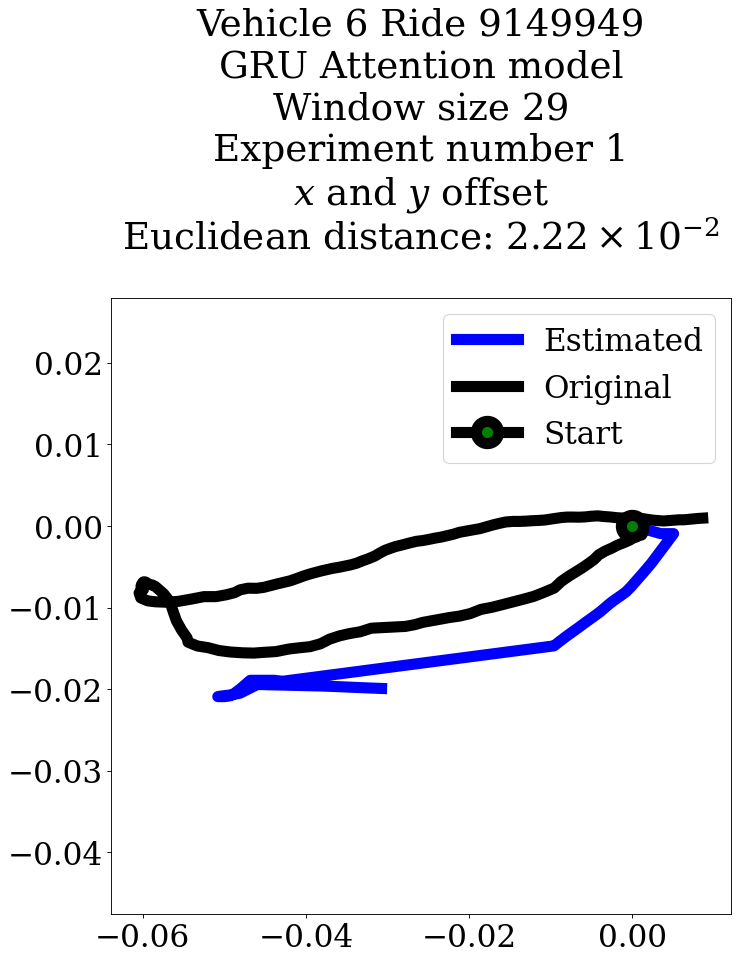 Vehicle 6 Ride 9149949
GRU Attention model
Window size 29
Experiment number 1
x and y offset
Euclidean distance: 2.22 × 10⁻²
Estimated
Original
Start
0.02
0.01
0.00
−0.01
−0.02
−0.03
−0.04
−0.06
−0.04
−0.02
0.00